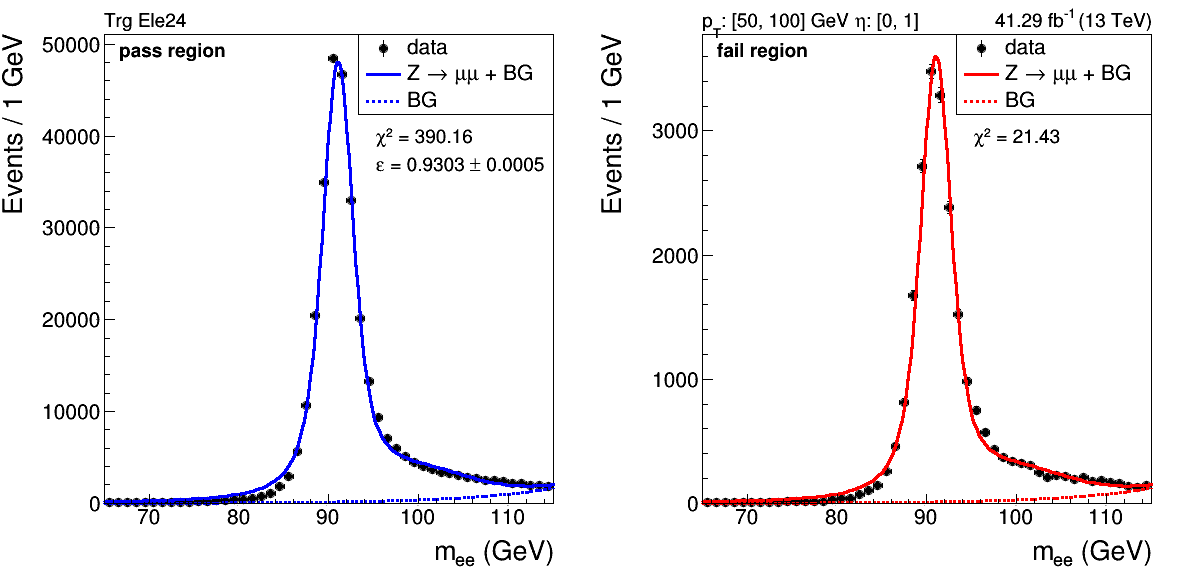 Trg Ele24
pass region
data
Z → μμ + BG
BG
χ² = 390.16
ε = 0.9303 ± 0.0005
Events / 1 GeV
50000
40000
30000
20000
10000
0
70 80 90 100 110
m_ee (GeV)
p_T: [50, 100] GeV η: [0, 1] 41.29 fb⁻¹ (13 TeV)
fail region
data
Z → μμ + BG
BG
χ² = 21.43
Events / 1 GeV
3000
2000
1000
0
70 80 90 100 110
m_ee (GeV)